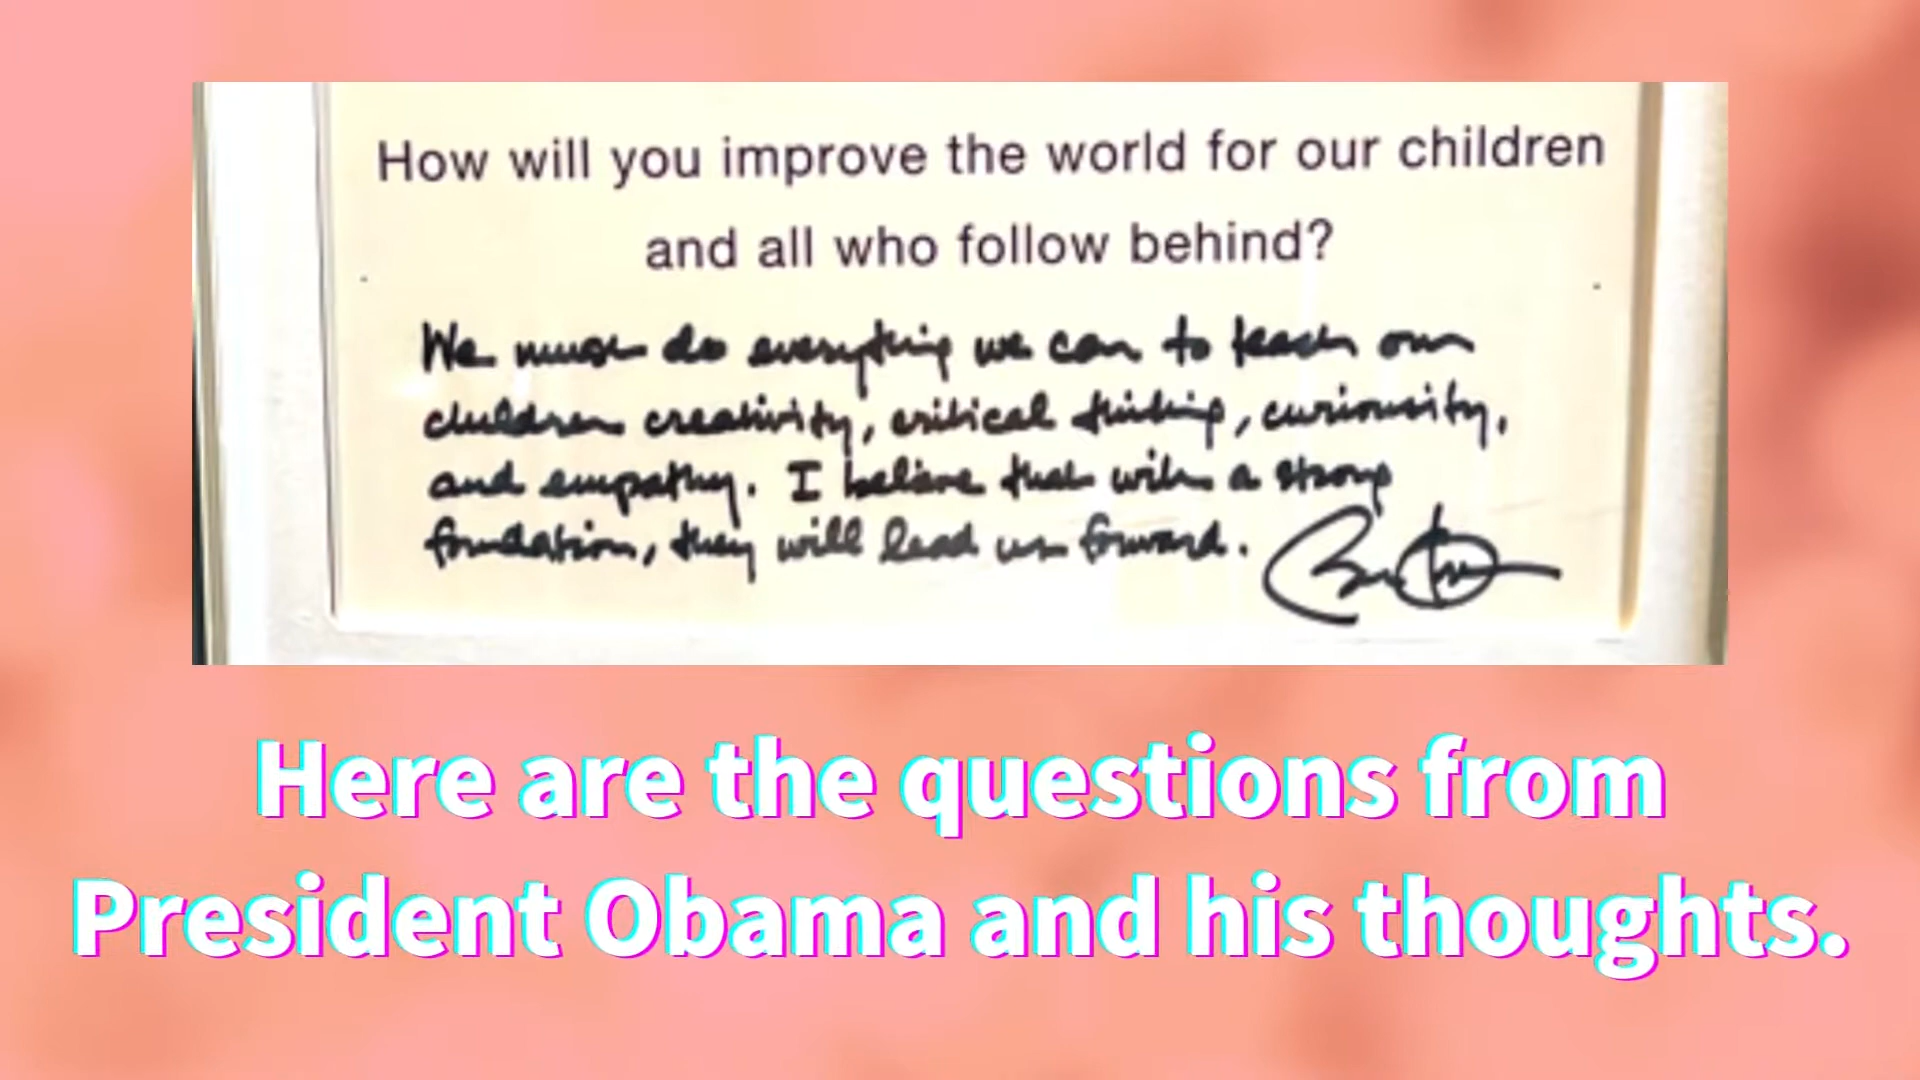 How will you improve the world for our children
and all who follow behind?
We must do everything we can to teach our
children creativity, critical thinking, curiousity,
and empathy. I believe that with a strong
foundation, they will lead us forward.
Here are the questions from
President Obama and his thoughts.